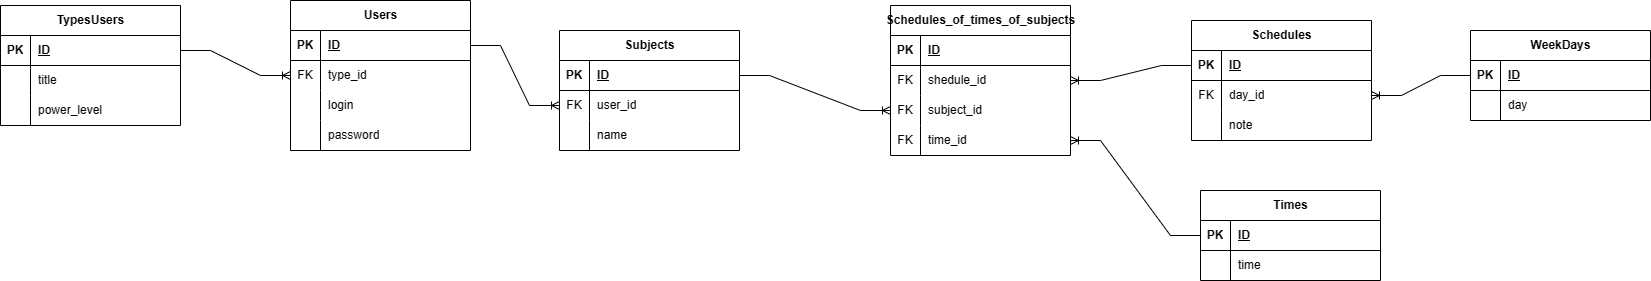 TypesUsers
PK ID
title
power_level
Users
PK ID
FK type_id
login
password
Subjects
PK ID
FK user_id
name
Schedules_of_times_of_subjects
PK ID
FK shedule_id
FK subject_id
FK time_id
Schedules
PK ID
FK day_id
note
WeekDays
PK ID
day
Times
PK ID
time